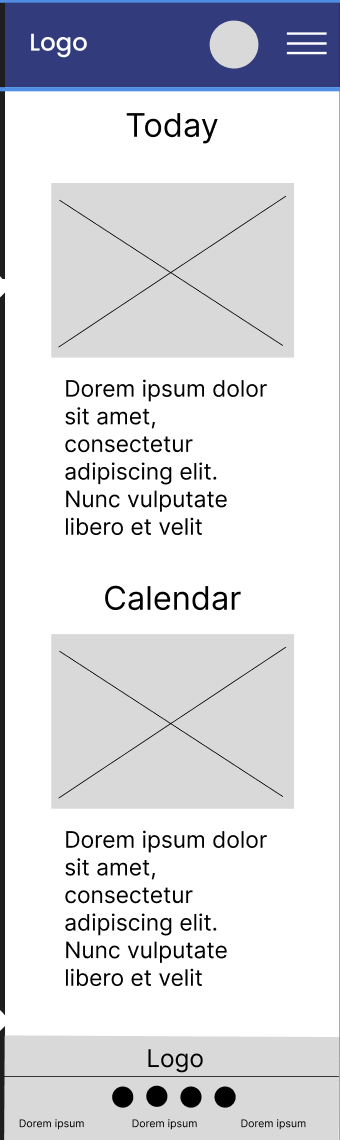 Logo
Today
Dorem ipsum dolor
sit amet,
consectetur
adipiscing elit.
Nunc vulputate
libero et velit
Calendar
Dorem ipsum dolor
sit amet,
consectetur
adipiscing elit.
Nunc vulputate
libero et velit
Logo
Dorem ipsum Dorem ipsum Dorem ipsum